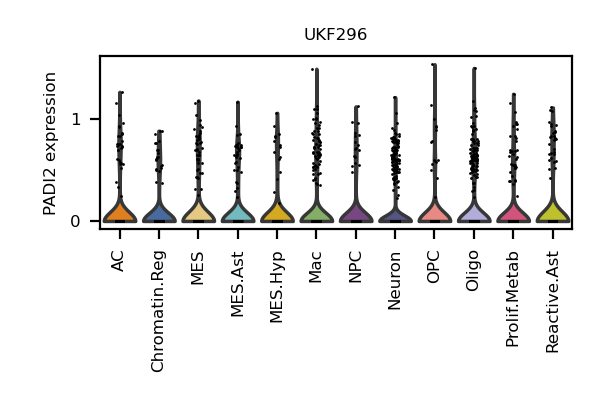 UKF296
PADI2 expression
1
0
AC
Chromatin.Reg
MES
MES.Ast
MES.Hyp
Mac
NPC
Neuron
OPC
Oligo
Prolif.Metab
Reactive.Ast